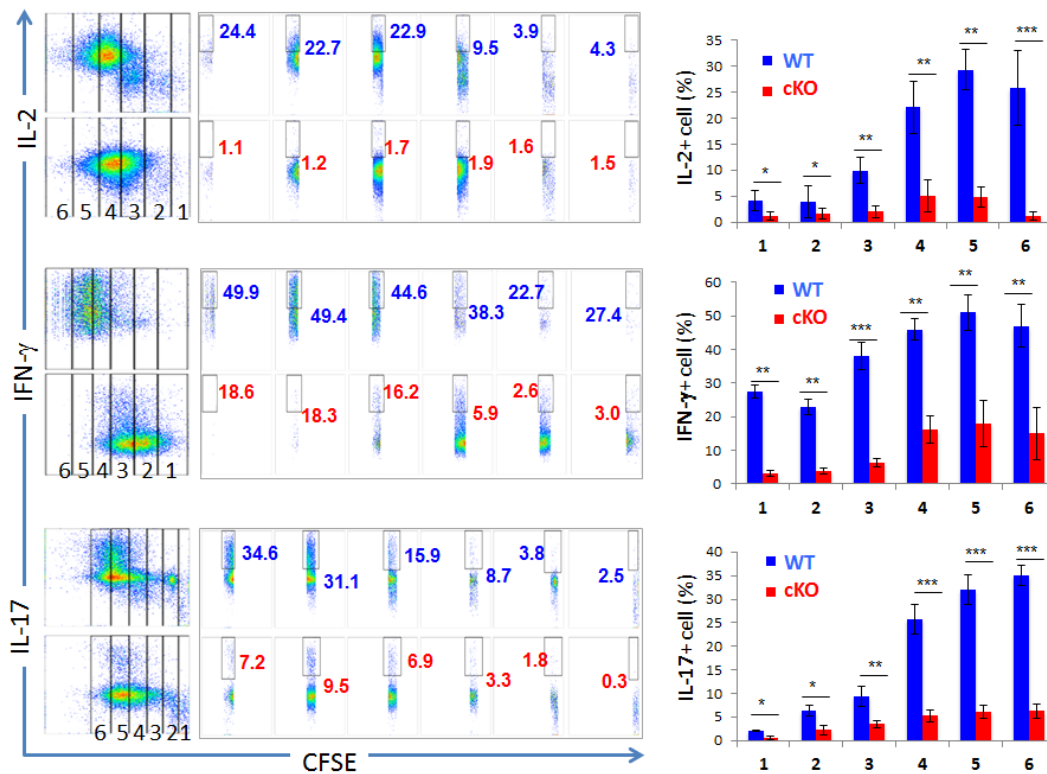 IL-2
24.4 22.7 22.9 9.5 3.9 4.3
1.1 1.2 1.7 1.9 1.6 1.5
6 5 4 3 2 1
IL-2+ cell (%)
35
30
25
20
15
10
5
0
WT
cKO
* * ** ** ** ***
1 2 3 4 5 6
IFN-γ
49.9 49.4 44.6 38.3 22.7 27.4
18.6 18.3 16.2 5.9 2.6 3.0
6 5 4 3 2 1
IFN-γ+ cell (%)
60
50
40
30
20
10
0
WT
cKO
** ** *** ** ** **
1 2 3 4 5 6
IL-17
34.6 31.1 15.9 8.7 3.8 2.5
7.2 9.5 6.9 3.3 1.8 0.3
6 5 4 3 2 1
IL-17+ cell (%)
40
35
30
25
20
15
10
5
0
WT
cKO
* * ** *** *** ***
1 2 3 4 5 6
CFSE